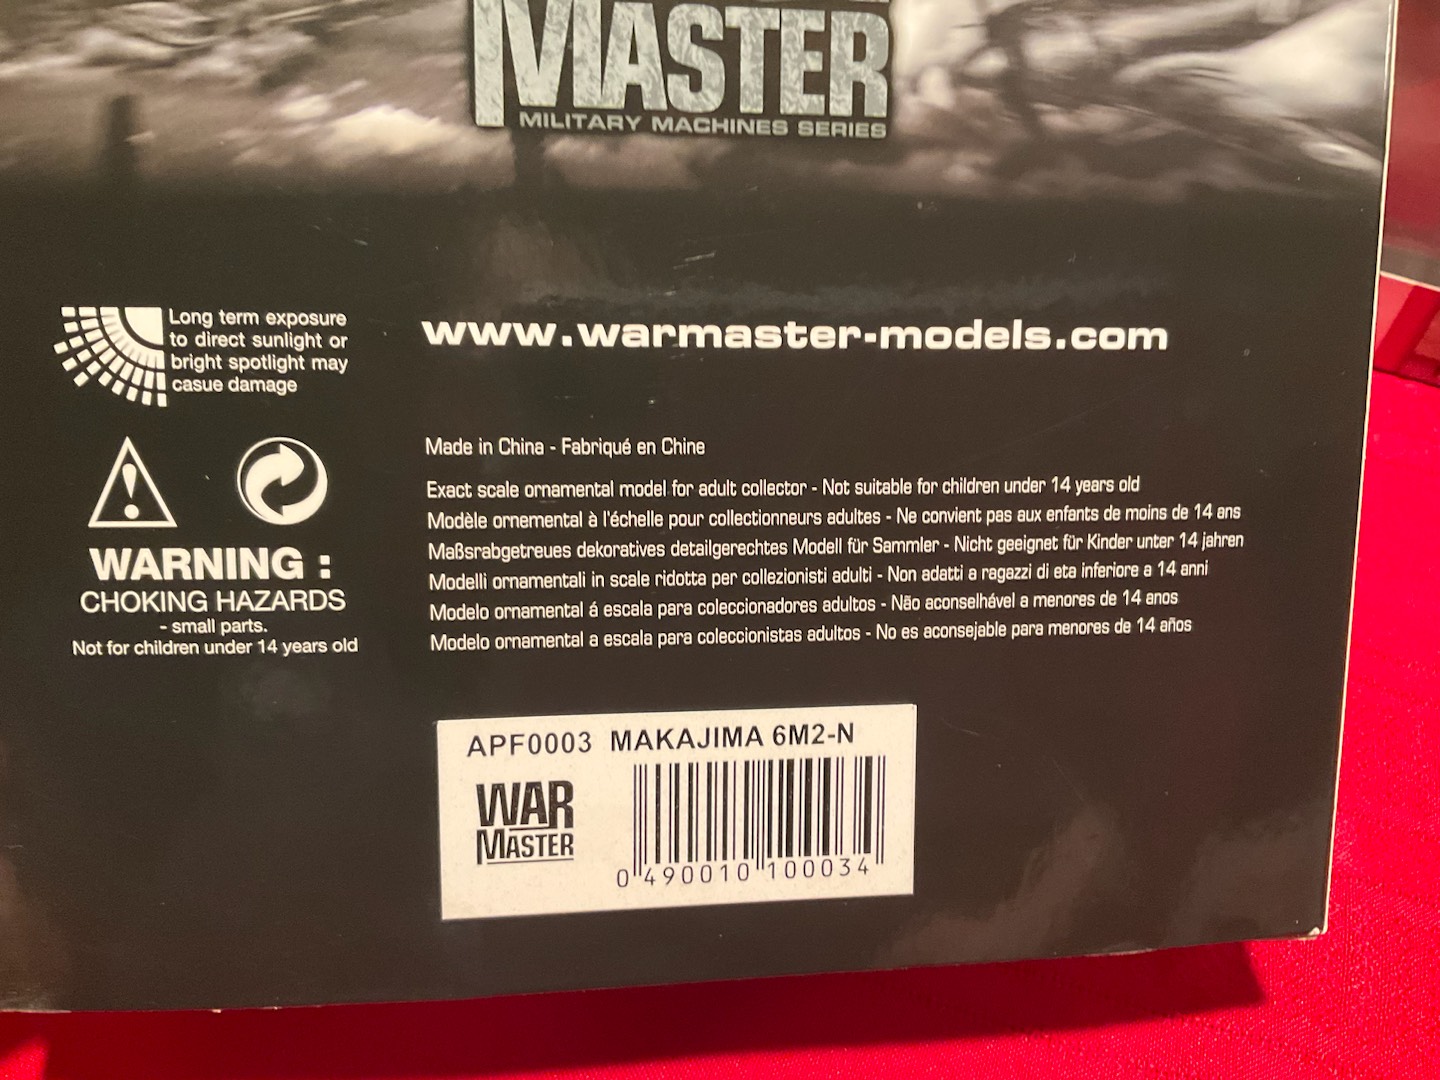 MASTER
MILITARY MACHINES SERIES
Long term exposure
to direct sunlight or
bright spotlight may
casue damage
www.warmaster-models.com
Made in China - Fabriqué en Chine
Exact scale ornamental model for adult collector - Not suitable for children under 14 years old
Modèle ornemental à l'échelle pour collectionneurs adultes - Ne convient pas aux enfants de moins de 14 ans
Maßsrabgetreues dekoratives detailgerechtes Modell für Sammler - Nicht geeignet für Kinder unter 14 jahren
Modelli ornamentali in scale ridotta per collezionisti adulti - Non adatti a ragazzi di eta inferiore a 14 anni
Modelo ornamental á escala para coleccionadores adultos - Não aconselhável a menores de 14 anos
Modelo ornamental a escala para coleccionistas adultos - No es aconsejable para menores de 14 años
WARNING :
CHOKING HAZARDS
- small parts.
Not for children under 14 years old
APF0003 MAKAJIMA 6M2-N
WAR
MASTER
0 490010 100034